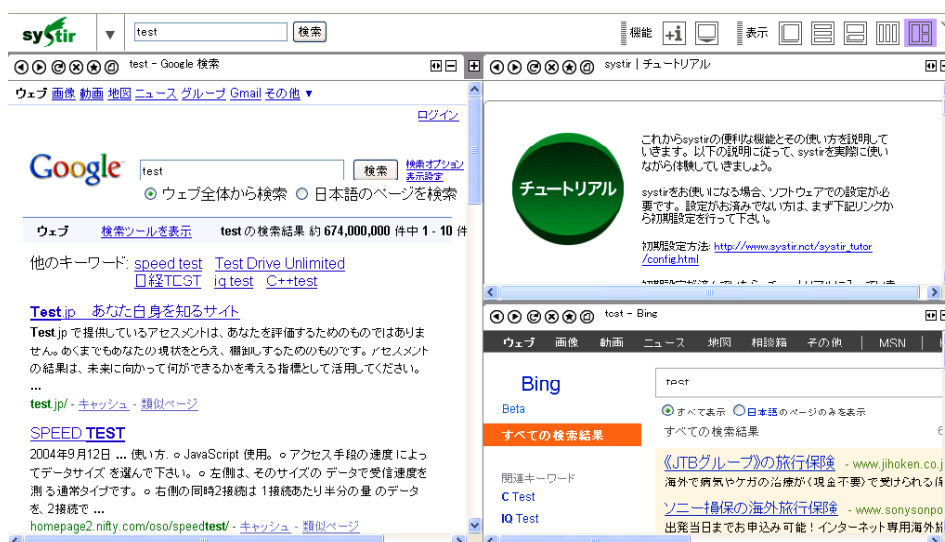 systir
▼
test
検索
機能
+i
表示
test - Google 検索
ウェブ 画像 動画 地図 ニュース グループ Gmail その他 ▼
ログイン
Google
test
検索
検索オプション
表示設定
ウェブ全体から検索 日本語のページを検索
ウェブ 検索ツールを表示 test の検索結果 約 674,000,000 件中 1 - 10 件
他のキーワード: speed test Test Drive Unlimited
日経TEST iq test C++test
Test.jp あなた自身を知るサイト
Test.jp で提供しているアセスメントは、あなたを評価するためのものではありま
せん。あくまでもあなたの現状をとらえ、棚卸しするためのものです。アセスメント
の結果は、未来に向かって何ができるかを考える指標として活用してください。
...
test.jp/ - キャッシュ - 類似ページ
SPEED TEST
2004年9月12日 ... 使い方. ○ JavaScript 使用。 ○ アクセス手段の速度によっ
てデータサイズ を選んで下さい。 ○ 左側は、そのサイズの データで受信速度を
測 る通常タイプです。 ○ 右側の同時2接続は 1接続あたり半分の量 のデータ
を、2接続で ...
homepage2.nifty.com/oso/speedtest/ - キャッシュ - 類似ページ
systir | チュートリアル
チュートリアル
これからsystirの便利な機能とその使い方を説明して
いきます。以下の説明に従って、systirを実際に使い
ながら体験していきましょう。
systirをお使いになる場合、ソフトウェアでの設定が必
要です。設定がお済みでない方は、まず下記リンクか
ら初期設定を行って下さい。
初期設定方法: http://www.systir.net/systir_tutor
/config.html
test - Bing
ウェブ 画像 動画 ニュース 地図 相談箱 その他 | MSN |
Bing
Beta
test
すべて表示 日本語のページのみを表示
すべての検索結果
すべての検索結果
関連キーワード
C Test
IQ Test
《JTBグループ》の旅行保険 - www.jihoken.co.j
海外で病気やケガの治療が(現金不要)で受けられる
ソニー損保の海外旅行保険 - www.sonysonpo
出発当日までお申込み可能！インターネット専用海外